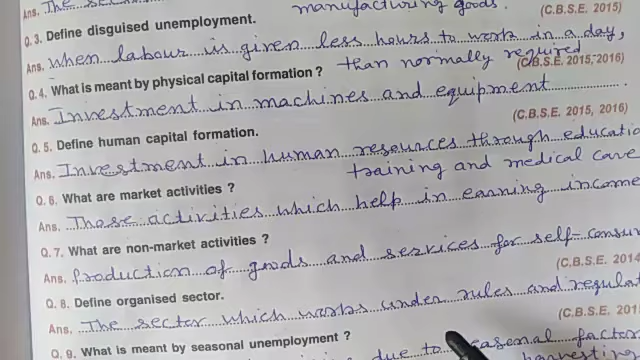 Ans. The
manufacturing goods.
(C.B.S.E. 2015)
Q. 3. Define disguised unemployment.
Ans. When labour is given less hours to work in a day,
than normally required
(C.B.S.E. 2015, 2016)
Q. 4. What is meant by physical capital formation ?
Ans. Investment in machines and equipment
(C.B.S.E. 2015, 2016)
Q. 5. Define human capital formation.
Ans. Investment in human resources through educatio
training and medical care
Q. 6. What are market activities ?
Ans. Those activities which help in earning income
Q. 7. What are non-market activities ?
Ans. Production of goods and services for self-consum
(C.B.S.E. 2014
Q. 8. Define organised sector.
Ans. The sector which works under rules and regulat
(C.B.S.E. 201
Q. 9. What is meant by seasonal unemployment ?
due to seasonal factor